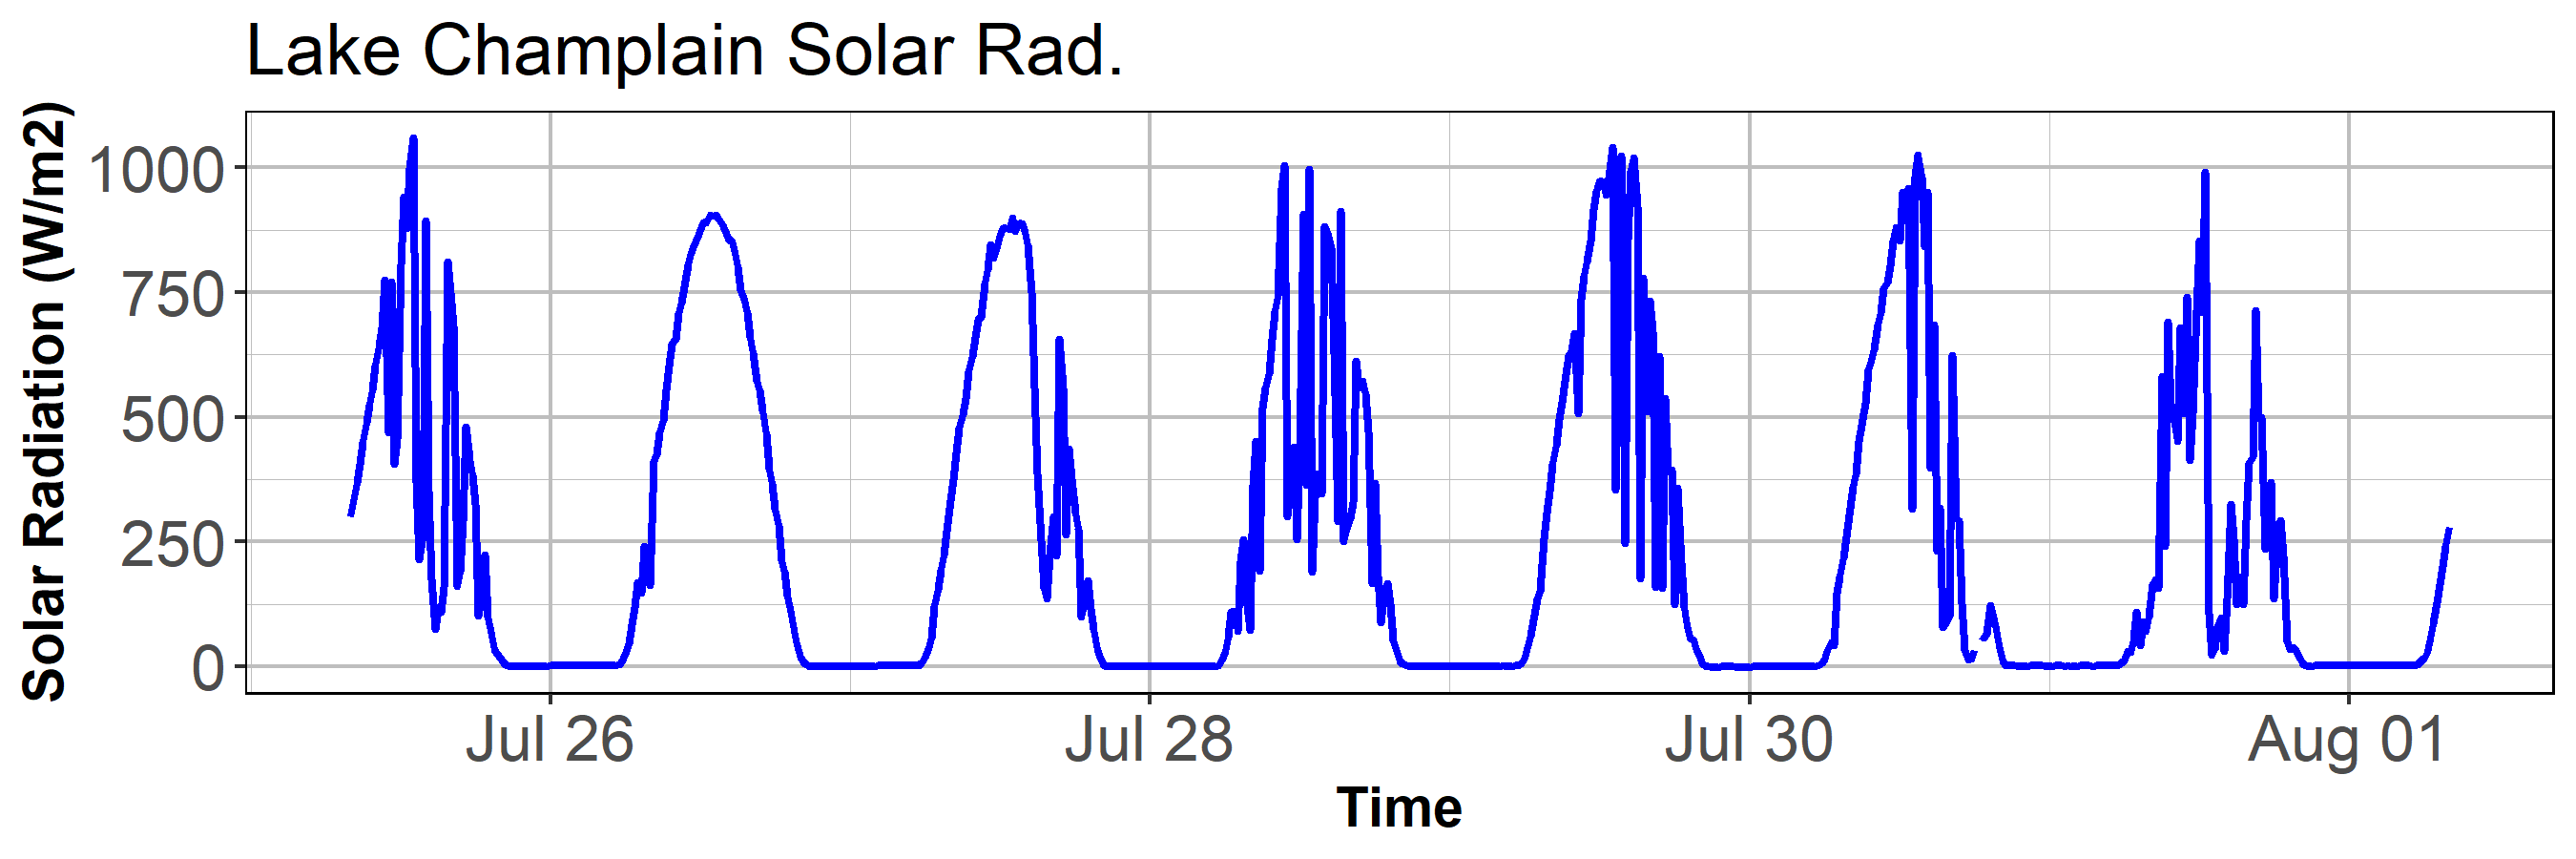 Lake Champlain Solar Rad.
Solar Radiation (W/m2)
1000
750
500
250
0
Jul 26
Jul 28
Jul 30
Aug 01
Time